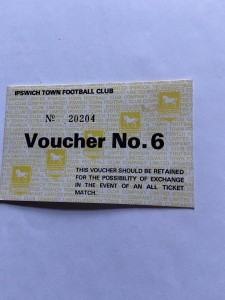 IPSWICH TOWN FOOTBALL CLUB
Nº 20204
Voucher No. 6
THIS VOUCHER SHOULD BE RETAINED
FOR THE POSSIBILITY OF EXCHANGE
IN THE EVENT OF AN ALL TICKET
MATCH.